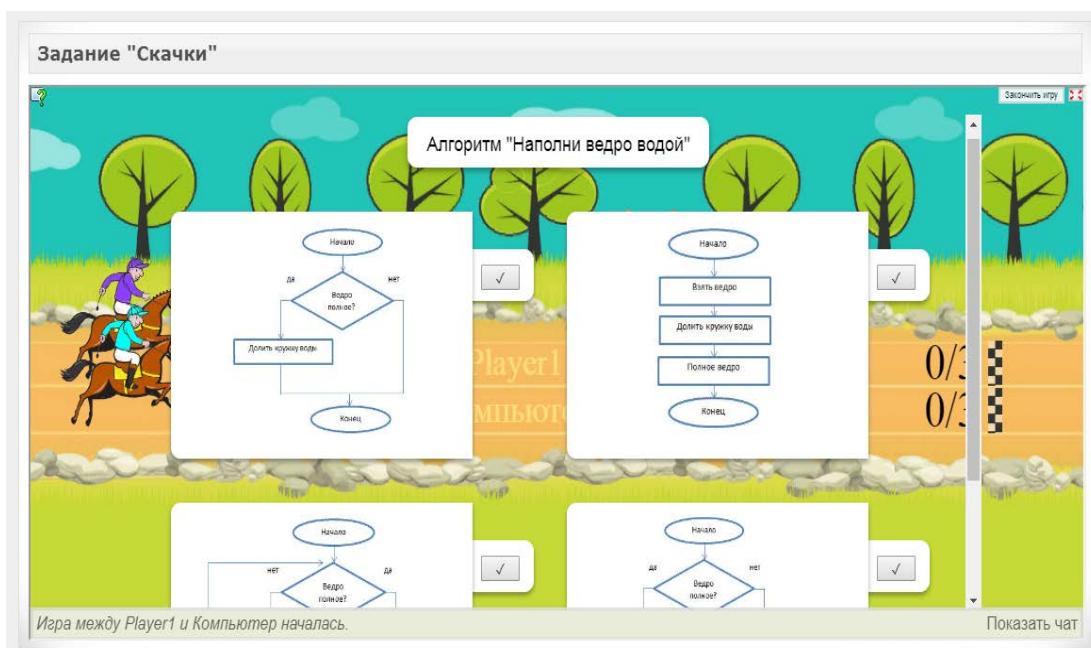 Задание "Скачки"
Закончить игру
Алгоритм "Наполни ведро водой"
Начало
да
нет
Ведро
полное?
Долить кружку воды
Конец
Начало
Взять ведро
Долить кружку воды
Полное ведро
Конец
Player1
0/3
0/3
Начало
нет
да
Ведро
полное?
Начало
да
нет
Ведро
полное?
Игра между Player1 и Компьютер началась.
Показать чат